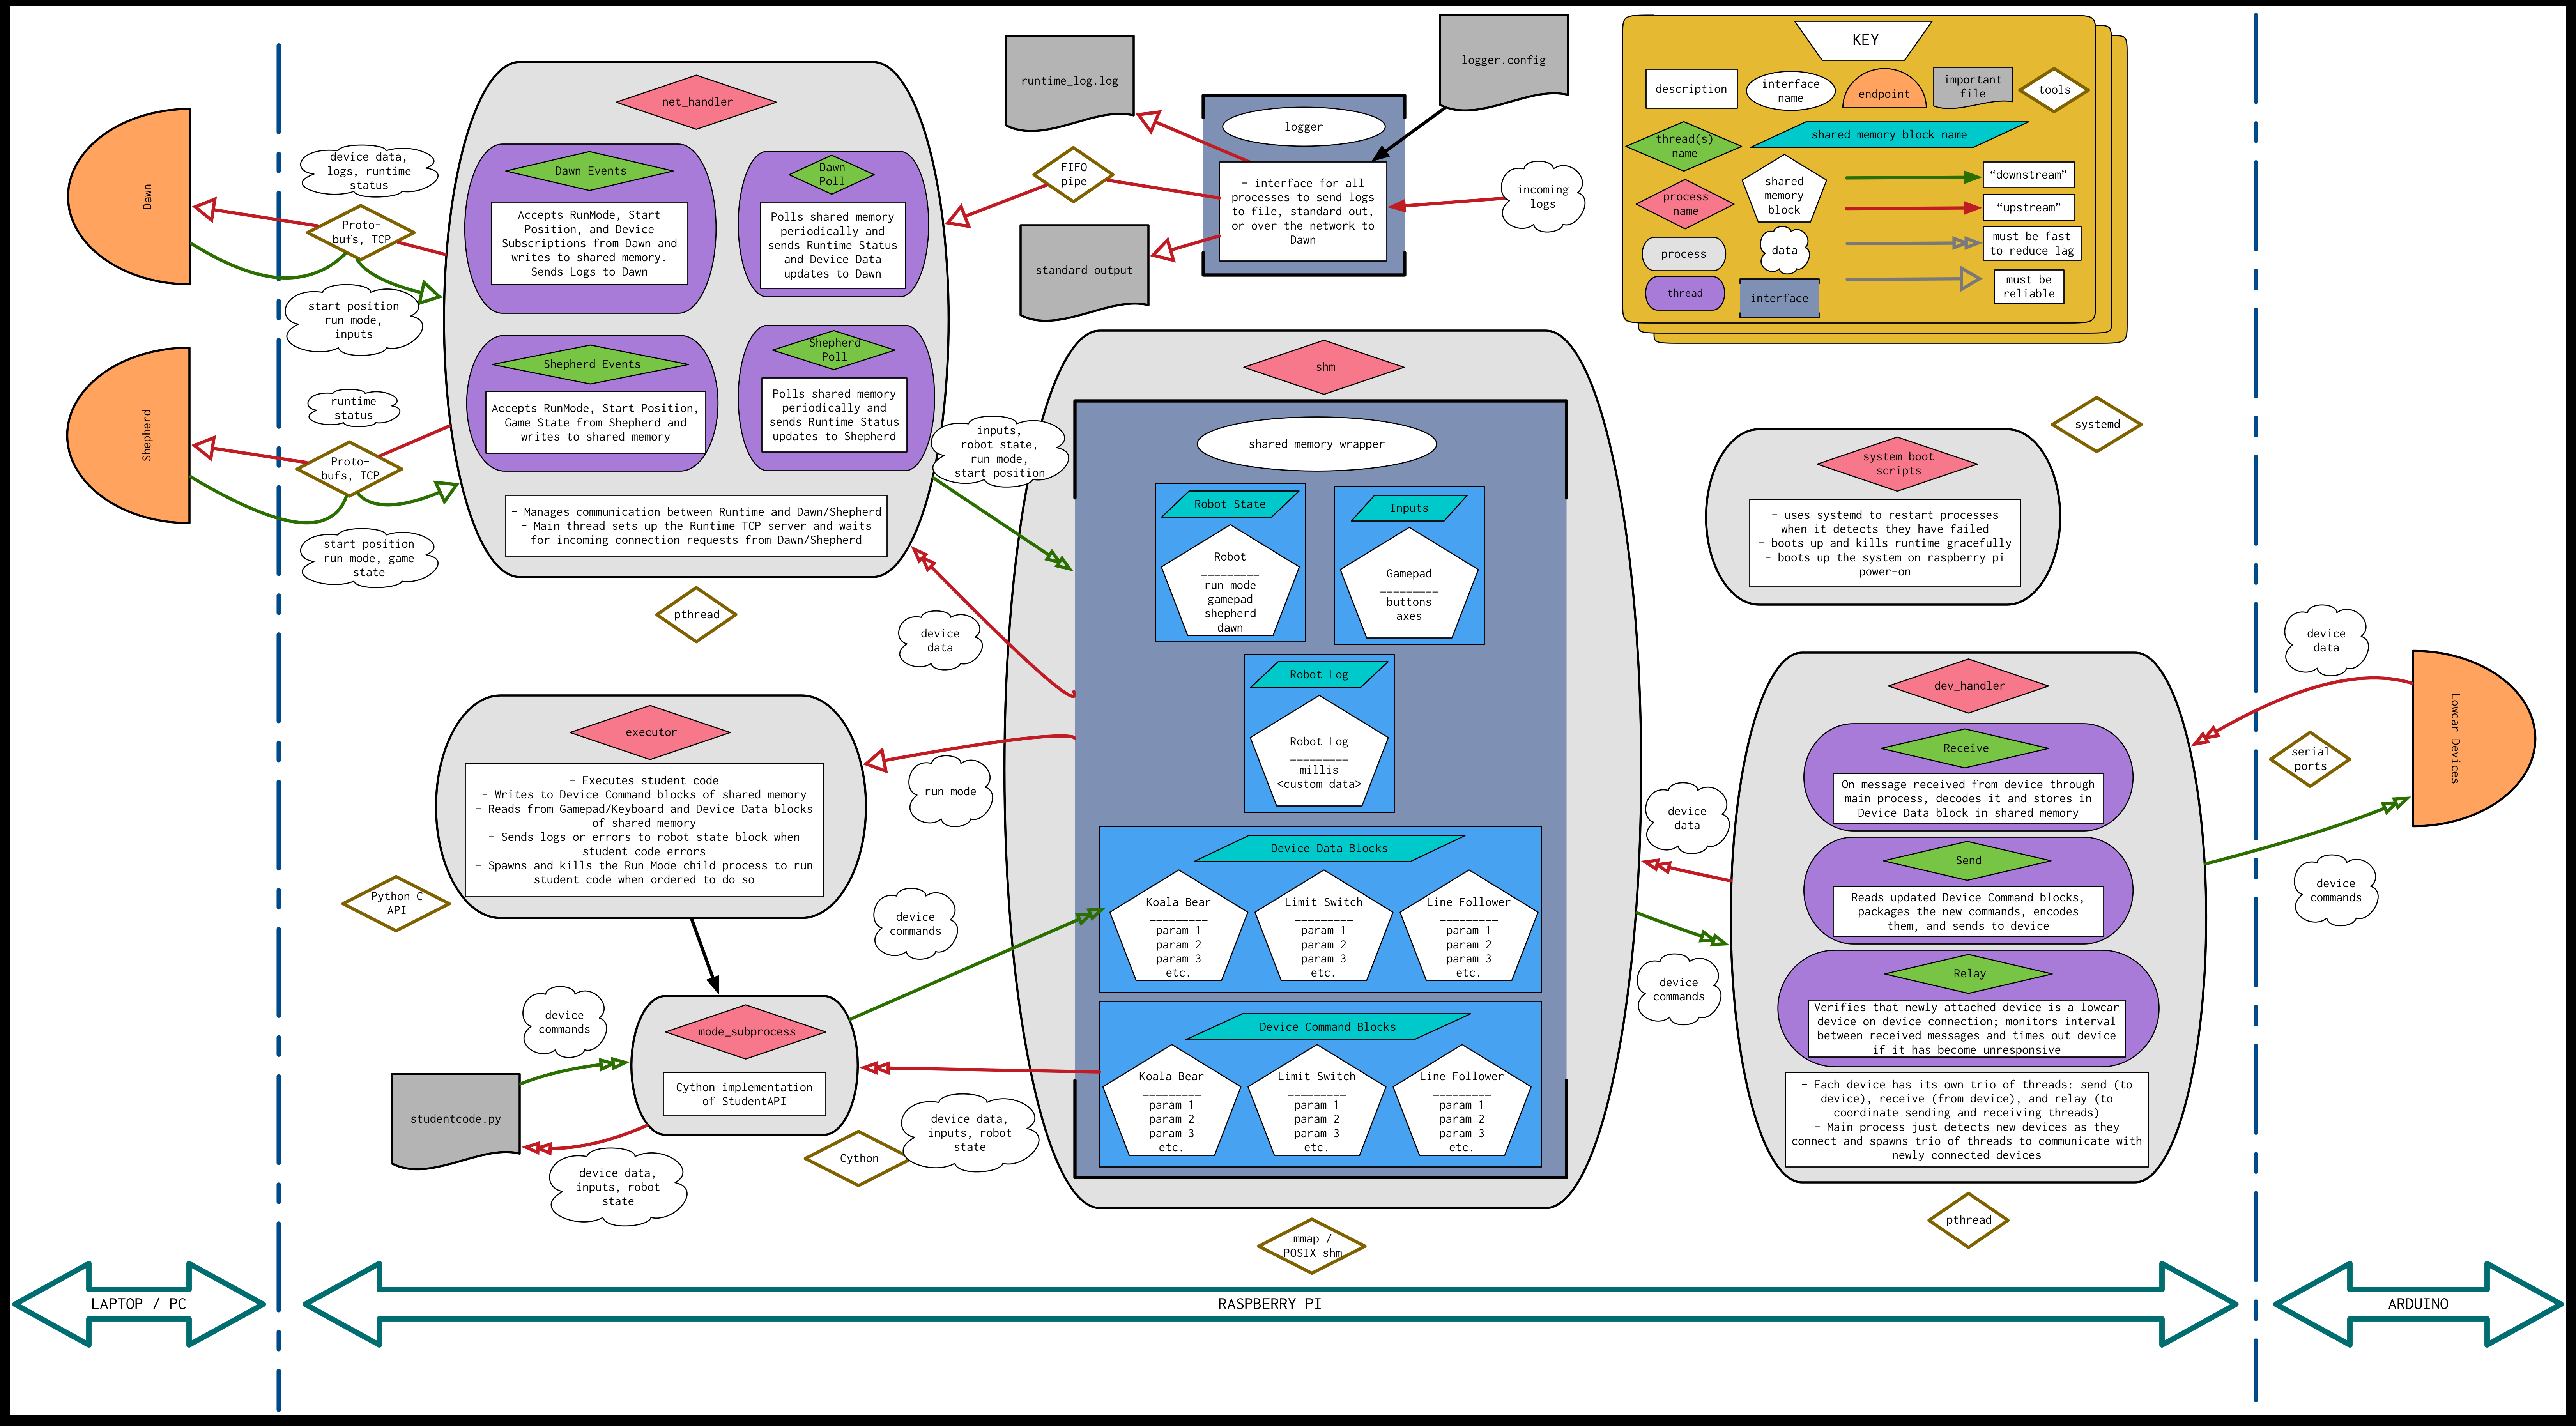 Dawn
Shepherd
device data,
logs, runtime
status
Proto-
bufs, TCP
start position
run mode,
inputs
runtime
status
Proto-
bufs, TCP
start position
run mode, game
state
net_handler
Dawn Events
Accepts RunMode, Start
Position, and Device
Subscriptions from Dawn and
writes to shared memory.
Sends Logs to Dawn
Dawn
Poll
Polls shared memory
periodically and
sends Runtime Status
and Device Data
updates to Dawn
Shepherd Events
Accepts RunMode, Start Position,
Game State from Shepherd and
writes to shared memory
Shepherd
Poll
Polls shared memory
periodically and
sends Runtime Status
updates to Shepherd
- Manages communication between Runtime and Dawn/Shepherd
- Main thread sets up the Runtime TCP server and waits
for incoming connection requests from Dawn/Shepherd
pthread
runtime_log.log
FIFO
pipe
standard output
logger
- interface for all
processes to send logs
to file, standard out,
or over the network to
Dawn
logger.config
incoming
logs
KEY
description
interface
name
endpoint
important
file
tools
thread(s)
name
shared memory block name
process
name
shared
memory
block
"downstream"
"upstream"
process
data
must be fast
to reduce lag
thread
interface
must be
reliable
inputs,
robot state,
run mode,
start position
device
data
run mode
shm
shared memory wrapper
Robot State
Robot
_________
run mode
gamepad
shepherd
dawn
Inputs
Gamepad
_________
buttons
axes
Robot Log
Robot Log
_________
millis
<custom data>
Device Data Blocks
Koala Bear
_________
param 1
param 2
param 3
etc.
Limit Switch
_________
param 1
param 2
param 3
etc.
Line Follower
_________
param 1
param 2
param 3
etc.
Device Command Blocks
Koala Bear
_________
param 1
param 2
param 3
etc.
Limit Switch
_________
param 1
param 2
param 3
etc.
Line Follower
_________
param 1
param 2
param 3
etc.
mmap /
POSIX shm
executor
- Executes student code
- Writes to Device Command blocks of shared memory
- Reads from Gamepad/Keyboard and Device Data blocks
of shared memory
- Sends logs or errors to robot state block when
student code errors
- Spawns and kills the Run Mode child process to run
student code when ordered to do so
Python C
API
device
commands
device
commands
mode_subprocess
Cython implementation
of StudentAPI
studentcode.py
device data,
inputs, robot
state
Cython
device data,
inputs, robot
state
systemd
system boot
scripts
- uses systemd to restart processes
when it detects they have failed
- boots up and kills runtime gracefully
- boots up the system on raspberry pi
power-on
device
data
device
commands
dev_handler
Receive
On message received from device through
main process, decodes it and stores in
Device Data block in shared memory
Send
Reads updated Device Command blocks,
packages the new commands, encodes
them, and sends to device
Relay
Verifies that newly attached device is a lowcar
device on device connection; monitors interval
between received messages and times out device
if it has become unresponsive
- Each device has its own trio of threads: send (to
device), receive (from device), and relay (to
coordinate sending and receiving threads)
- Main process just detects new devices as they
connect and spawns trio of threads to communicate with
newly connected devices
pthread
device
data
serial
ports
device
commands
Lowcar Devices
LAPTOP / PC
RASPBERRY PI
ARDUINO